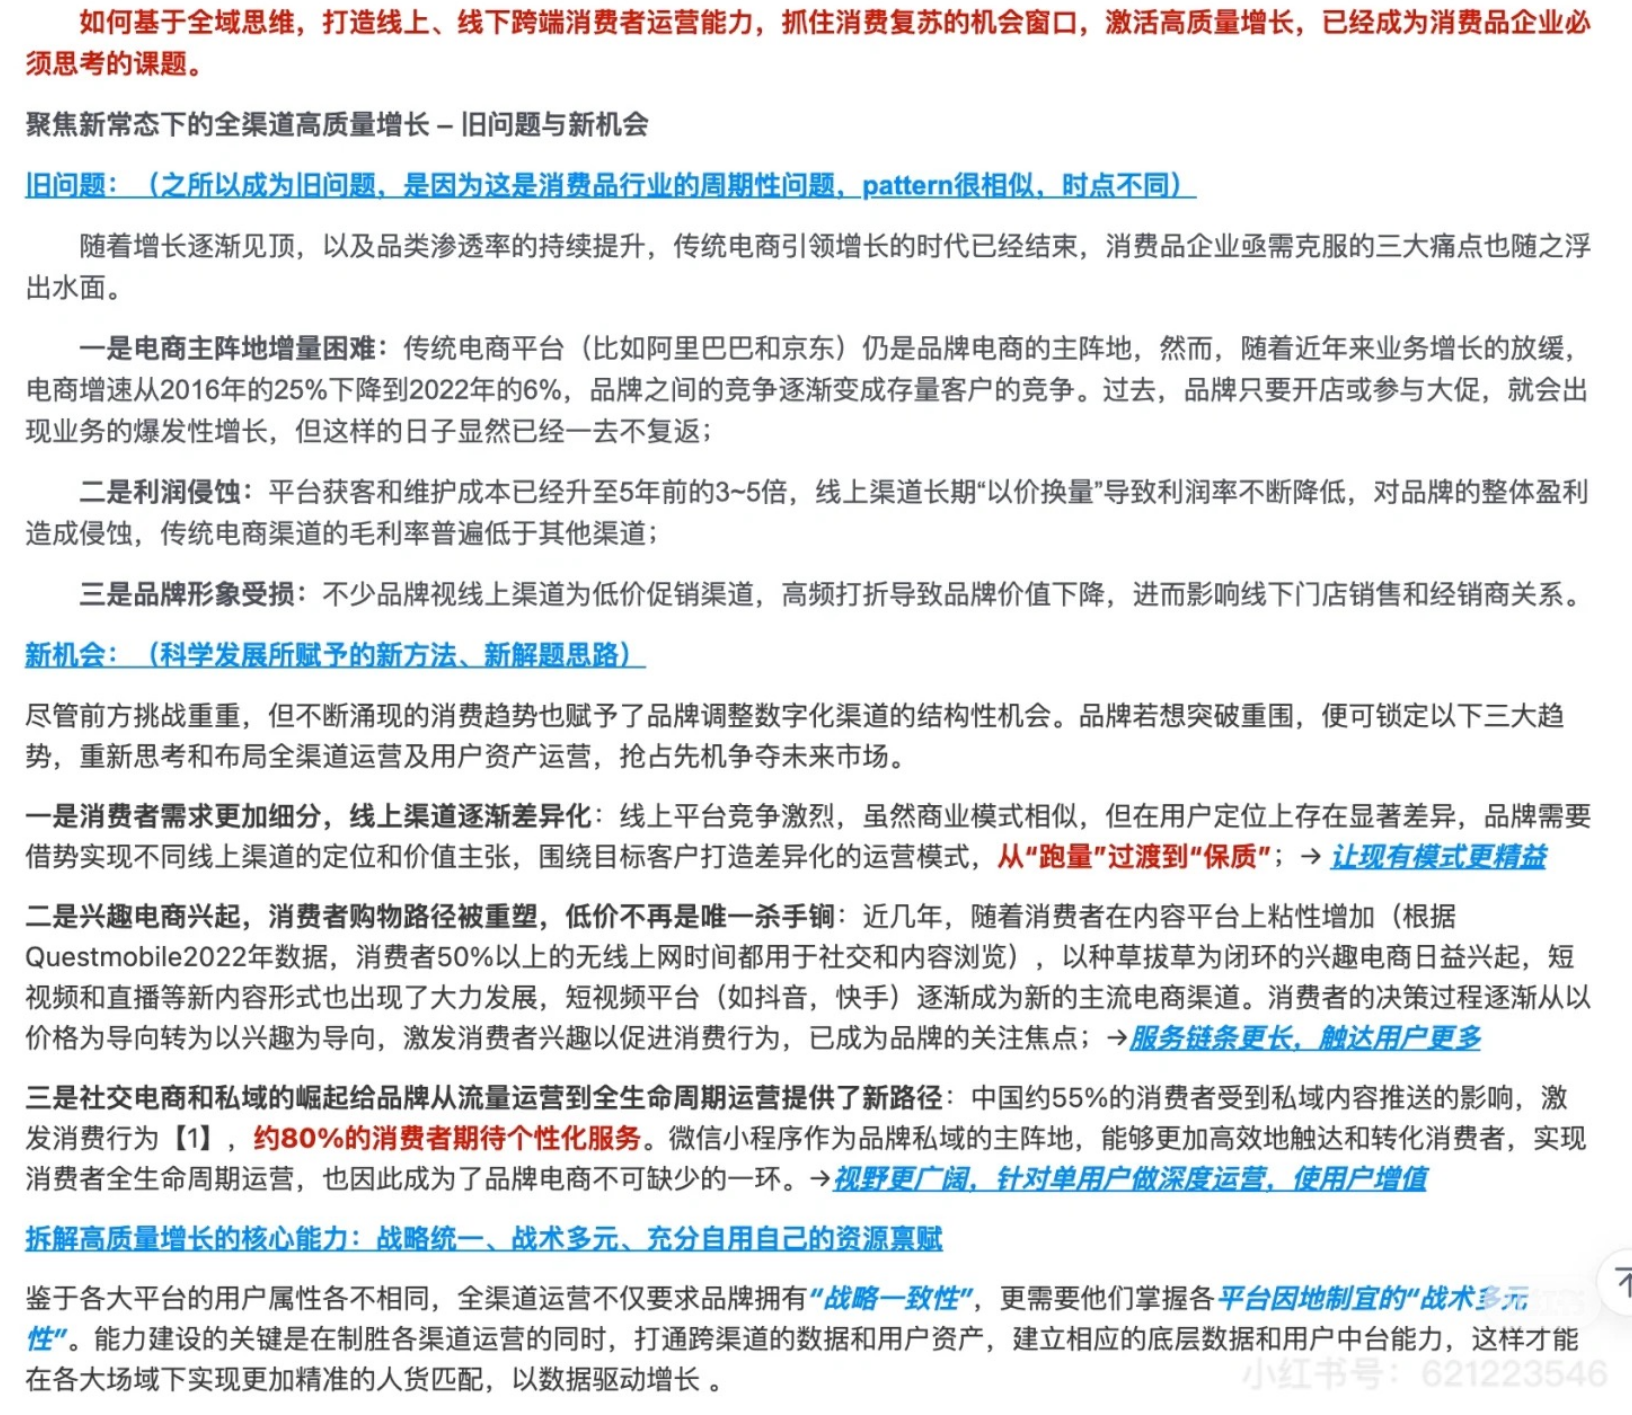 如何基于全域思维，打造线上、线下跨端消费者运营能力，抓住消费复苏的机会窗口，激活高质量增长，已经成为消费品企业必
须思考的课题。
聚焦新常态下的全渠道高质量增长 – 旧问题与新机会
旧问题：（之所以成为旧问题，是因为这是消费品行业的周期性问题，pattern很相似，时点不同）
随着增长逐渐见顶，以及品类渗透率的持续提升，传统电商引领增长的时代已经结束，消费品企业亟需克服的三大痛点也随之浮
出水面。
一是电商主阵地增量困难：传统电商平台（比如阿里巴巴和京东）仍是品牌电商的主阵地，然而，随着近年来业务增长的放缓，
电商增速从2016年的25%下降到2022年的6%，品牌之间的竞争逐渐变成存量客户的竞争。过去，品牌只要开店或参与大促，就会出
现业务的爆发性增长，但这样的日子显然已经一去不复返；
二是利润侵蚀：平台获客和维护成本已经升至5年前的3~5倍，线上渠道长期“以价换量”导致利润率不断降低，对品牌的整体盈利
造成侵蚀，传统电商渠道的毛利率普遍低于其他渠道；
三是品牌形象受损：不少品牌视线上渠道为低价促销渠道，高频打折导致品牌价值下降，进而影响线下门店销售和经销商关系。
新机会：（科学发展所赋予的新方法、新解题思路）
尽管前方挑战重重，但不断涌现的消费趋势也赋予了品牌调整数字化渠道的结构性机会。品牌若想突破重围，便可锁定以下三大趋
势，重新思考和布局全渠道运营及用户资产运营，抢占先机争夺未来市场。
一是消费者需求更加细分，线上渠道逐渐差异化：线上平台竞争激烈，虽然商业模式相似，但在用户定位上存在显著差异，品牌需要
借势实现不同线上渠道的定位和价值主张，围绕目标客户打造差异化的运营模式，从“跑量”过渡到“保质”；→ 让现有模式更精益
二是兴趣电商兴起，消费者购物路径被重塑，低价不再是唯一杀手锏：近几年，随着消费者在内容平台上粘性增加（根据
Questmobile2022年数据，消费者50%以上的无线上网时间都用于社交和内容浏览），以种草拔草为闭环的兴趣电商日益兴起，短
视频和直播等新内容形式也出现了大力发展，短视频平台（如抖音，快手）逐渐成为新的主流电商渠道。消费者的决策过程逐渐从以
价格为导向转为以兴趣为导向，激发消费者兴趣以促进消费行为，已成为品牌的关注焦点；→服务链条更长，触达用户更多
三是社交电商和私域的崛起给品牌从流量运营到全生命周期运营提供了新路径：中国约55%的消费者受到私域内容推送的影响，激
发消费行为【1】，约80%的消费者期待个性化服务。微信小程序作为品牌私域的主阵地，能够更加高效地触达和转化消费者，实现
消费者全生命周期运营，也因此成为了品牌电商不可缺少的一环。→视野更广阔，针对单用户做深度运营，使用户增值
拆解高质量增长的核心能力：战略统一、战术多元、充分自用自己的资源禀赋
鉴于各大平台的用户属性各不相同，全渠道运营不仅要求品牌拥有“战略一致性”，更需要他们掌握各平台因地制宜的“战术多元
性”。能力建设的关键是在制胜各渠道运营的同时，打通跨渠道的数据和用户资产，建立相应的底层数据和用户中台能力，这样才能
在各大场域下实现更加精准的人货匹配，以数据驱动增长 。
小红书号：621223546